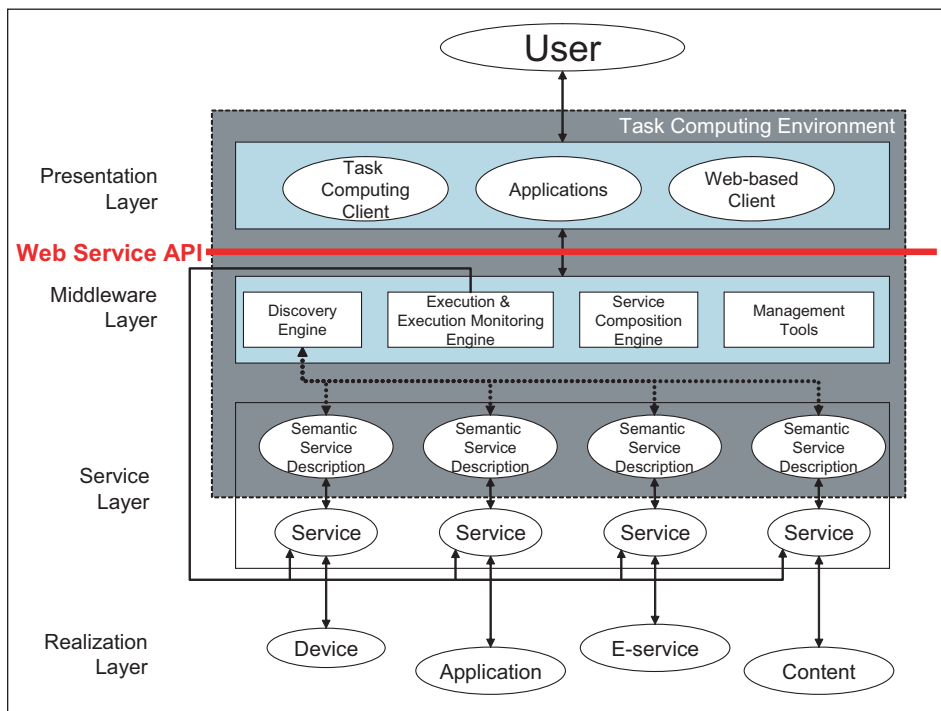 User
Task Computing Environment
Presentation
Layer
Task
Computing
Client
Applications
Web-based
Client
Web Service API
Middleware
Layer
Discovery
Engine
Execution &
Execution Monitoring
Engine
Service
Composition
Engine
Management
Tools
Service
Layer
Semantic
Service
Description
Semantic
Service
Description
Semantic
Service
Description
Semantic
Service
Description
Service
Service
Service
Service
Realization
Layer
Device
Application
E-service
Content